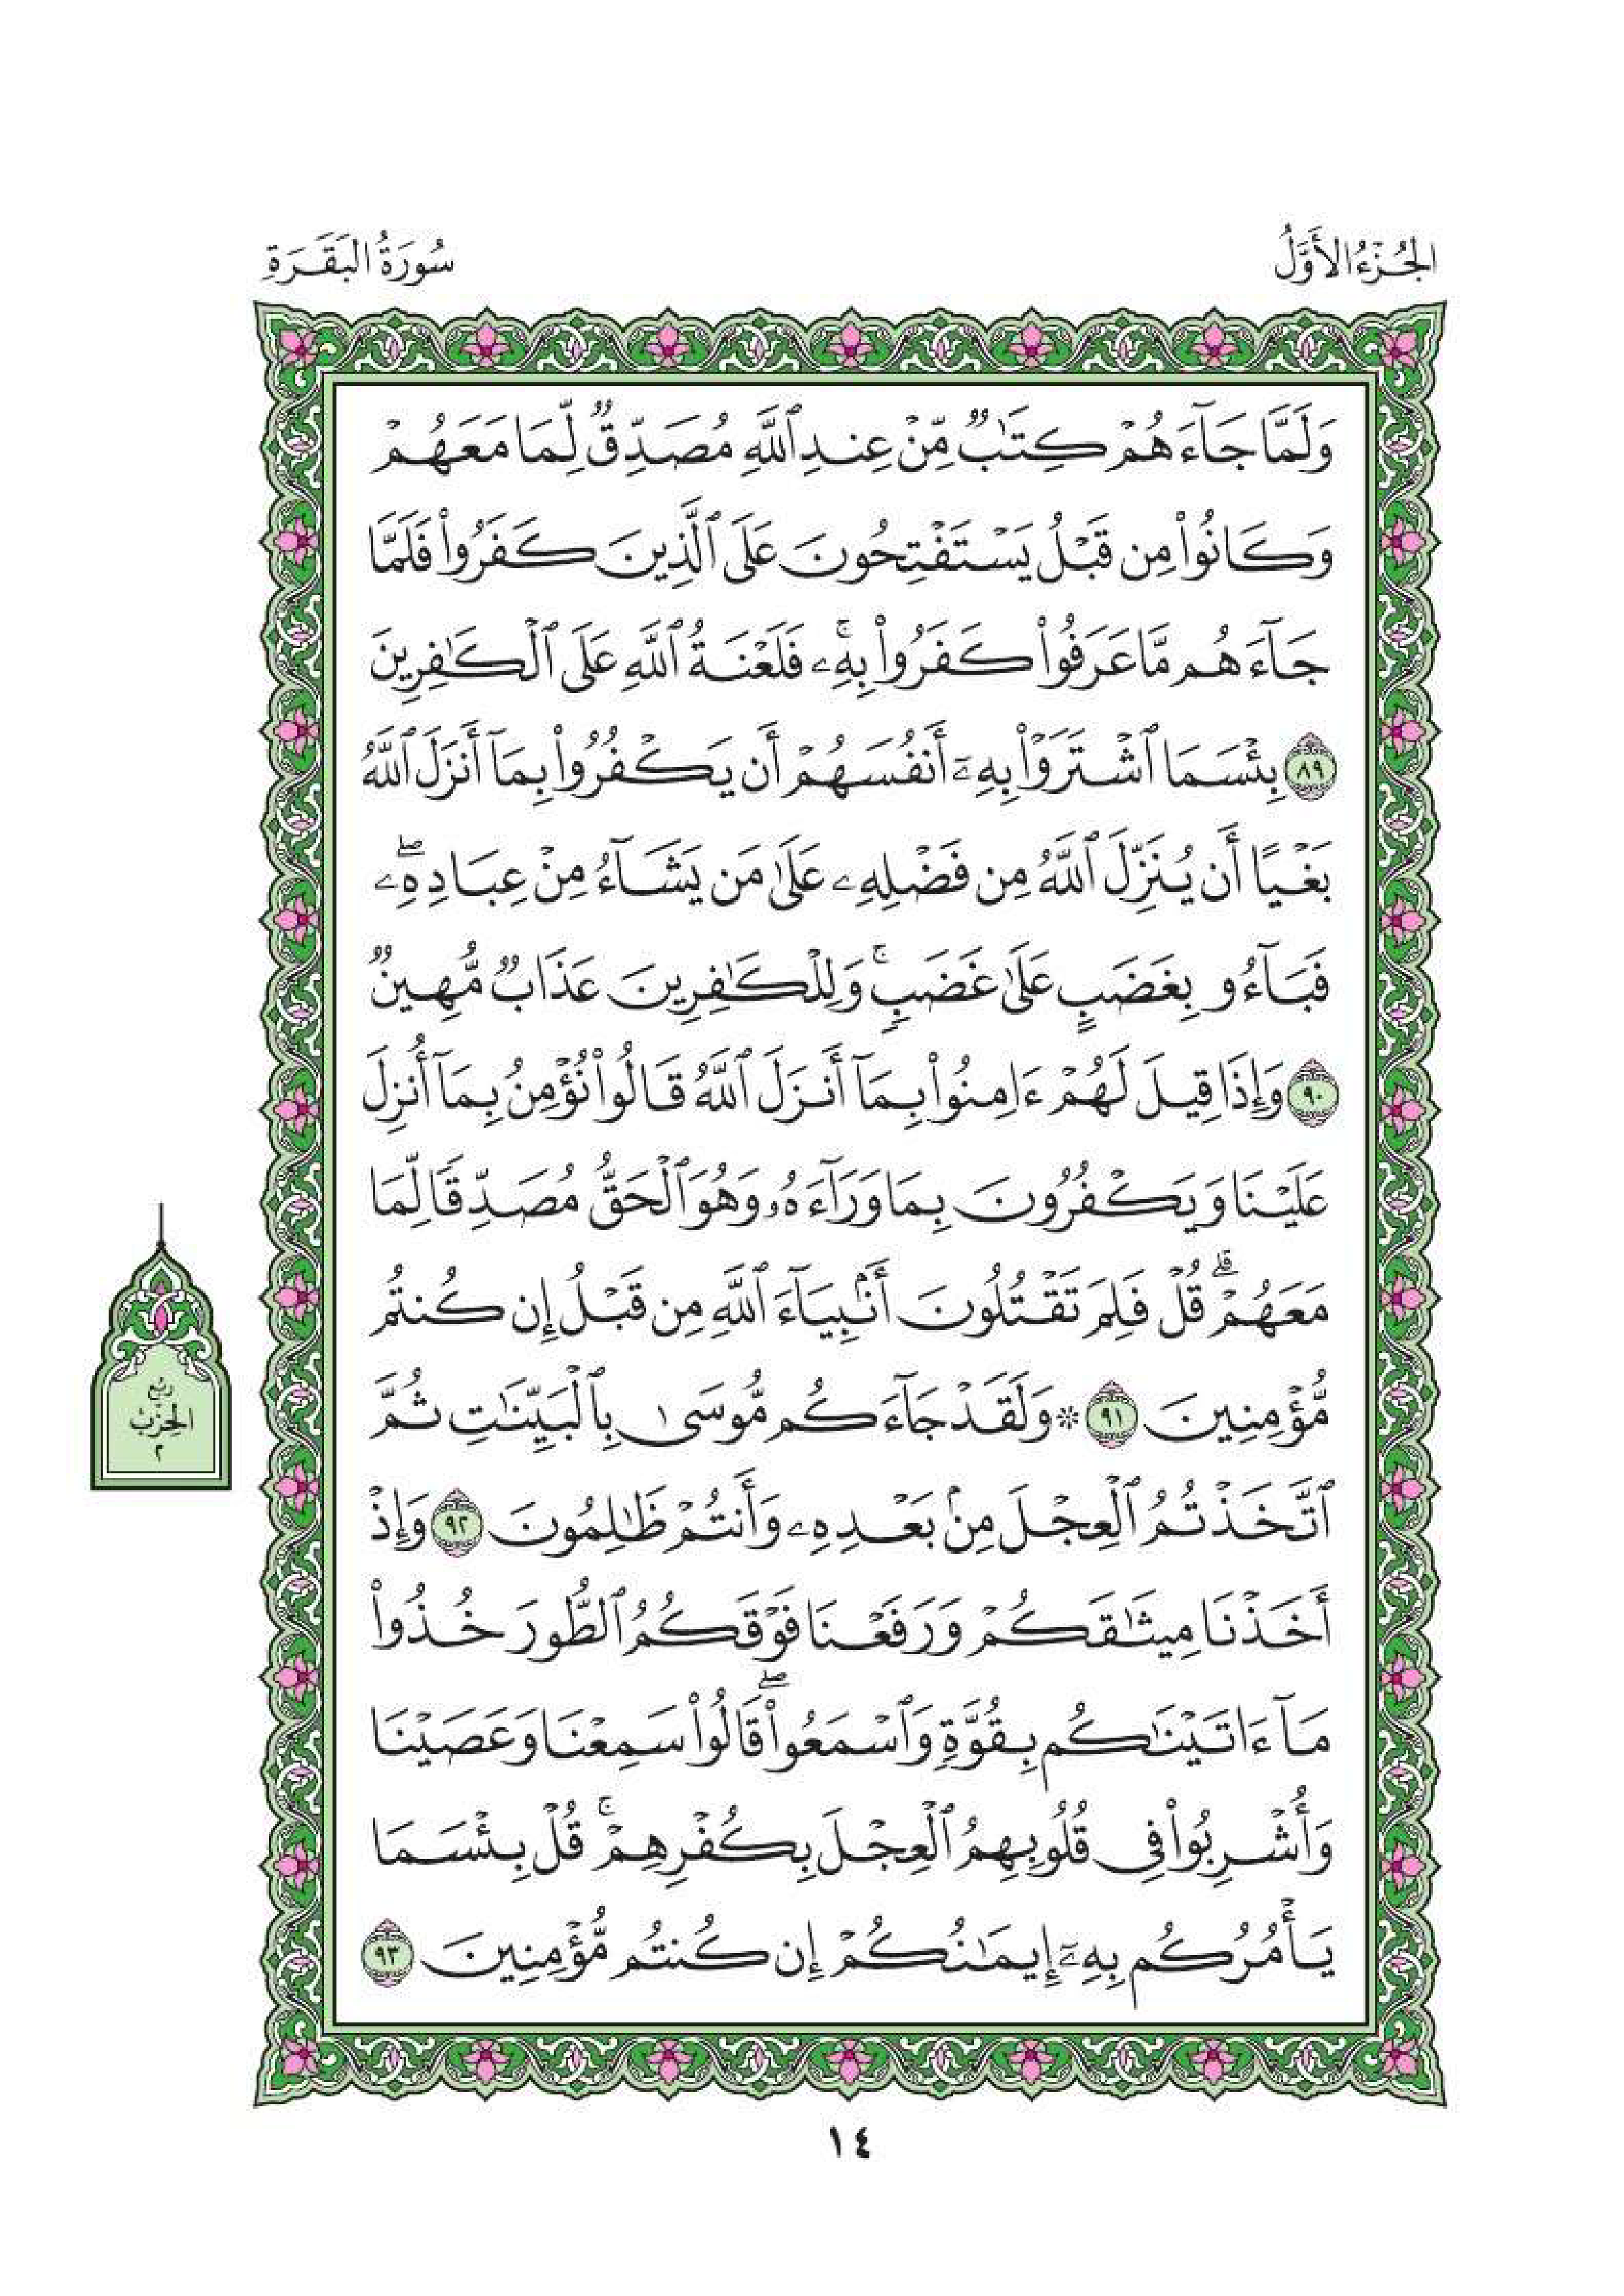 الجُزْءُ الأَوَّلُ
سُورَةُ البَقَرَةِ
وَلَمَّا جَآءَهُمْ كِتَٰبٌ مِّنْ عِندِ ٱللَّهِ مُصَدِّقٌ لِّمَا مَعَهُمْ
وَكَانُوا۟ مِن قَبْلُ يَسْتَفْتِحُونَ عَلَى ٱلَّذِينَ كَفَرُوا۟ فَلَمَّا
جَآءَهُم مَّا عَرَفُوا۟ كَفَرُوا۟ بِهِۦ ۚ فَلَعْنَةُ ٱللَّهِ عَلَى ٱلْكَٰفِرِينَ
٨٩ بِئْسَمَا ٱشْتَرَوْا۟ بِهِۦٓ أَنفُسَهُمْ أَن يَكْفُرُوا۟ بِمَآ أَنزَلَ ٱللَّهُ
بَغْيًا أَن يُنَزِّلَ ٱللَّهُ مِن فَضْلِهِۦ عَلَىٰ مَن يَشَآءُ مِنْ عِبَادِهِۦ ۖ
فَبَآءُو بِغَضَبٍ عَلَىٰ غَضَبٍ ۚ وَلِلْكَٰفِرِينَ عَذَابٌ مُّهِينٌ
٩٠ وَإِذَا قِيلَ لَهُمْ ءَامِنُوا۟ بِمَآ أَنزَلَ ٱللَّهُ قَالُوا۟ نُؤْمِنُ بِمَآ أُنزِلَ
عَلَيْنَا وَيَكْفُرُونَ بِمَا وَرَآءَهُۥ وَهُوَ ٱلْحَقُّ مُصَدِّقًا لِّمَا
مَعَهُمْ ۗ قُلْ فَلِمَ تَقْتُلُونَ أَنۢبِيَآءَ ٱللَّهِ مِن قَبْلُ إِن كُنتُم
مُّؤْمِنِينَ ٩١ ۞ وَلَقَدْ جَآءَكُم مُّوسَىٰ بِٱلْبَيِّنَٰتِ ثُمَّ
ٱتَّخَذْتُمُ ٱلْعِجْلَ مِنۢ بَعْدِهِۦ وَأَنتُمْ ظَٰلِمُونَ ٩٢ وَإِذْ
أَخَذْنَا مِيثَٰقَكُمْ وَرَفَعْنَا فَوْقَكُمُ ٱلطُّورَ خُذُوا۟
مَآ ءَاتَيْنَٰكُم بِقُوَّةٍ وَٱسْمَعُوا۟ ۖ قَالُوا۟ سَمِعْنَا وَعَصَيْنَا
وَأُشْرِبُوا۟ فِى قُلُوبِهِمُ ٱلْعِجْلَ بِكُفْرِهِمْ ۚ قُلْ بِئْسَمَا
يَأْمُرُكُم بِهِۦٓ إِيمَٰنُكُمْ إِن كُنتُم مُّؤْمِنِينَ ٩٣
رُبْع
الحِزْب
٢
١٤